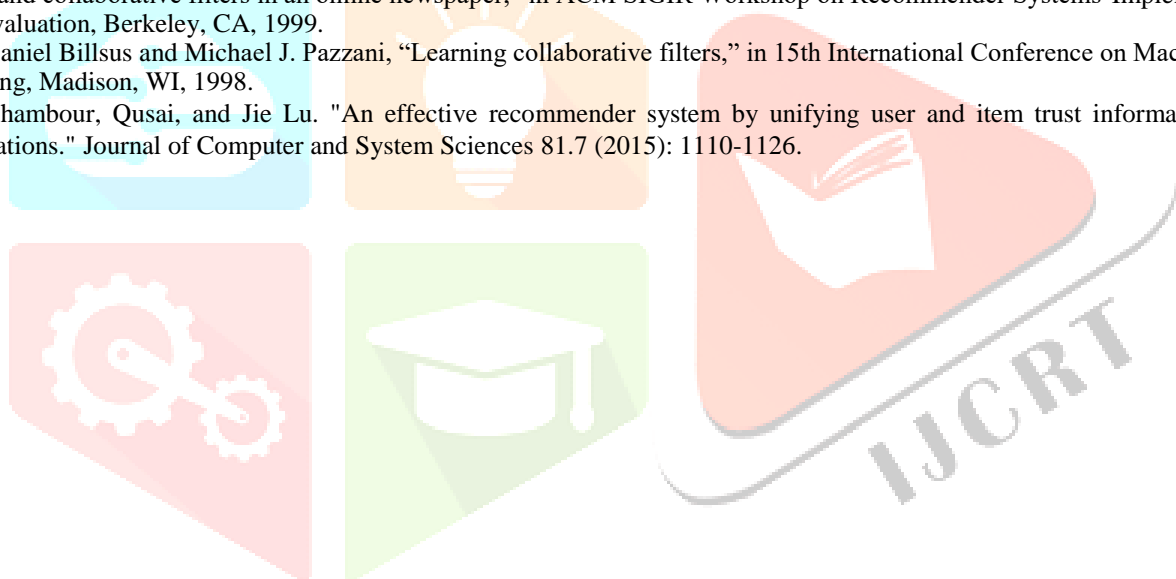 and collaborative filters in an online newspaper," in ACM SIGIR Workshop on Recommender Systems
valuation, Berkeley, CA, 1999.
aniel Billsus and Michael J. Pazzani, “Learning collaborative filters,” in 15th International Conference on Mac
ng, Madison, WI, 1998.
hambour, Qusai, and Jie Lu. "An effective recommender system by unifying user and item trust informa
ations." Journal of Computer and System Sciences 81.7 (2015): 1110-1126.
IJCRT